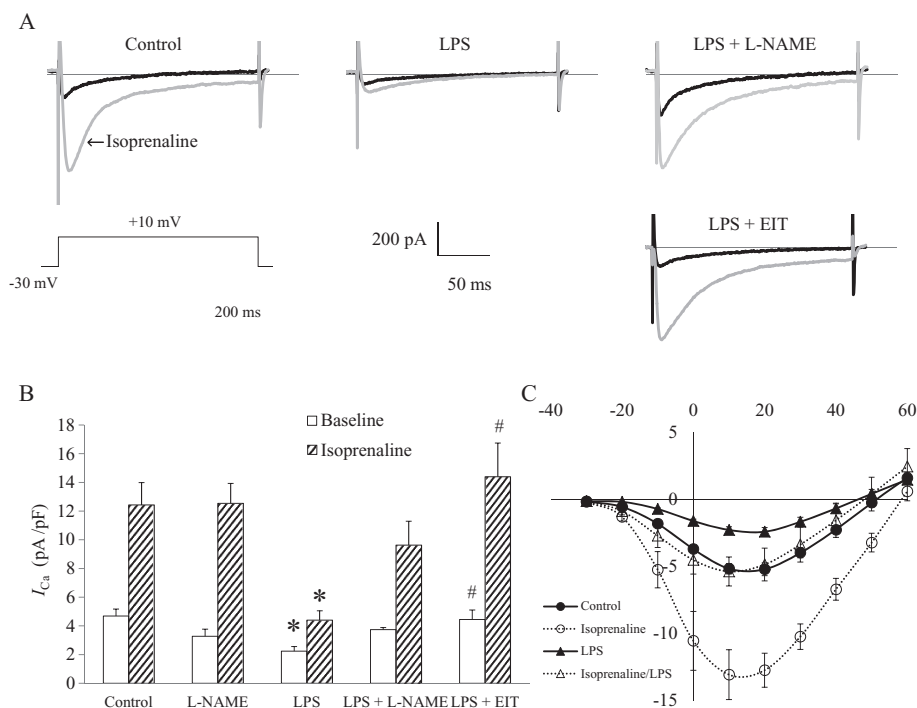 A
Control
LPS
LPS + L-NAME
←Isoprenaline
LPS + EIT
+10 mV
-30 mV
200 ms
200 pA
50 ms
B
18
16
14
12
10
8
6
4
2
0
I Ca (pA /pF)
Baseline
Isoprenaline
* *
# #
Control
L-NAME
LPS
LPS + L-NAME
LPS + EIT
C
-40 -20 0 20 40 60
5
0
-5
-10
-15
Control
Isoprenaline
LPS
Isoprenaline/LPS